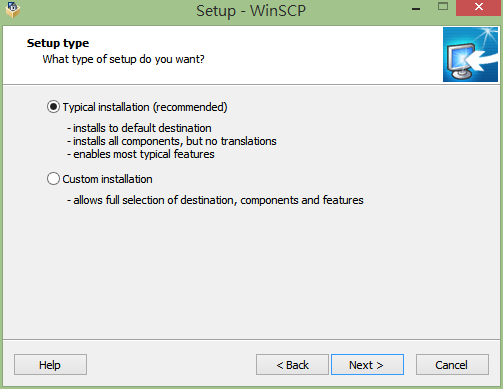 Setup - WinSCP
Setup type
What type of setup do you want?
Typical installation (recommended)
- installs to default destination
- installs all components, but no translations
- enables most typical features
Custom installation
- allows full selection of destination, components and features
Help
< Back
Next >
Cancel